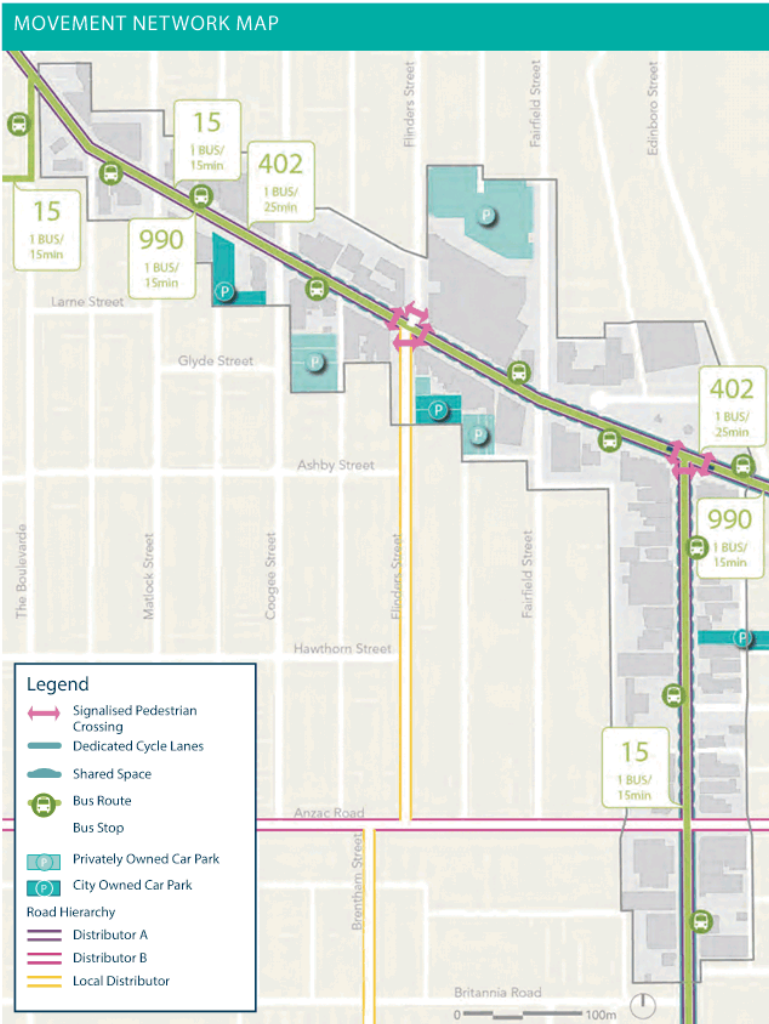 MOVEMENT NETWORK MAP
Flinders Street
Fairfield Street
Edinboro Street
15
1 BUS/
15min
402
1 BUS/
25min
15
1 BUS/
15min
990
1 BUS/
15min
P
P
P
P
P
Larne Street
Glyde Street
Ashby Street
402
1 BUS/
25min
990
1 BUS/
15min
The Boulevarde
Matlock Street
Coogee Street
Flinders Street
Fairfield Street
Hawthorn Street
P
15
1 BUS/
15min
Anzac Road
Brentham Street
Britannia Road
0
100m
Legend
Signalised Pedestrian
Crossing
Dedicated Cycle Lanes
Shared Space
Bus Route
Bus Stop
P
Privately Owned Car Park
P
City Owned Car Park
Road Hierarchy
Distributor A
Distributor B
Local Distributor